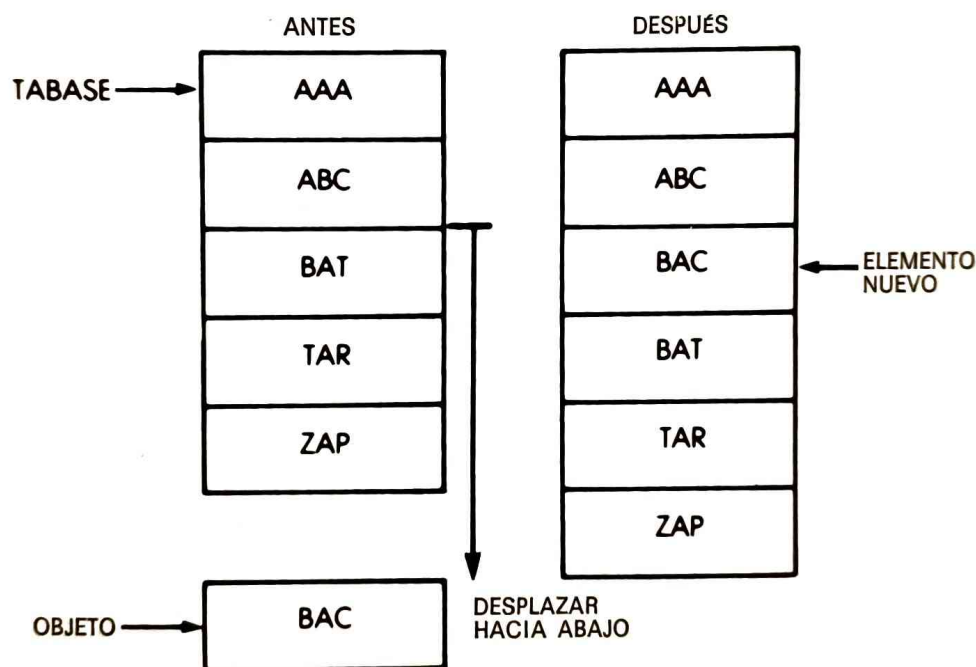 ANTES
DESPUÉS
TABASE
AAA
ABC
BAT
TAR
ZAP
OBJETO
BAC
DESPLAZAR
HACIA ABAJO
AAA
ABC
BAC
BAT
TAR
ZAP
ELEMENTO
NUEVO